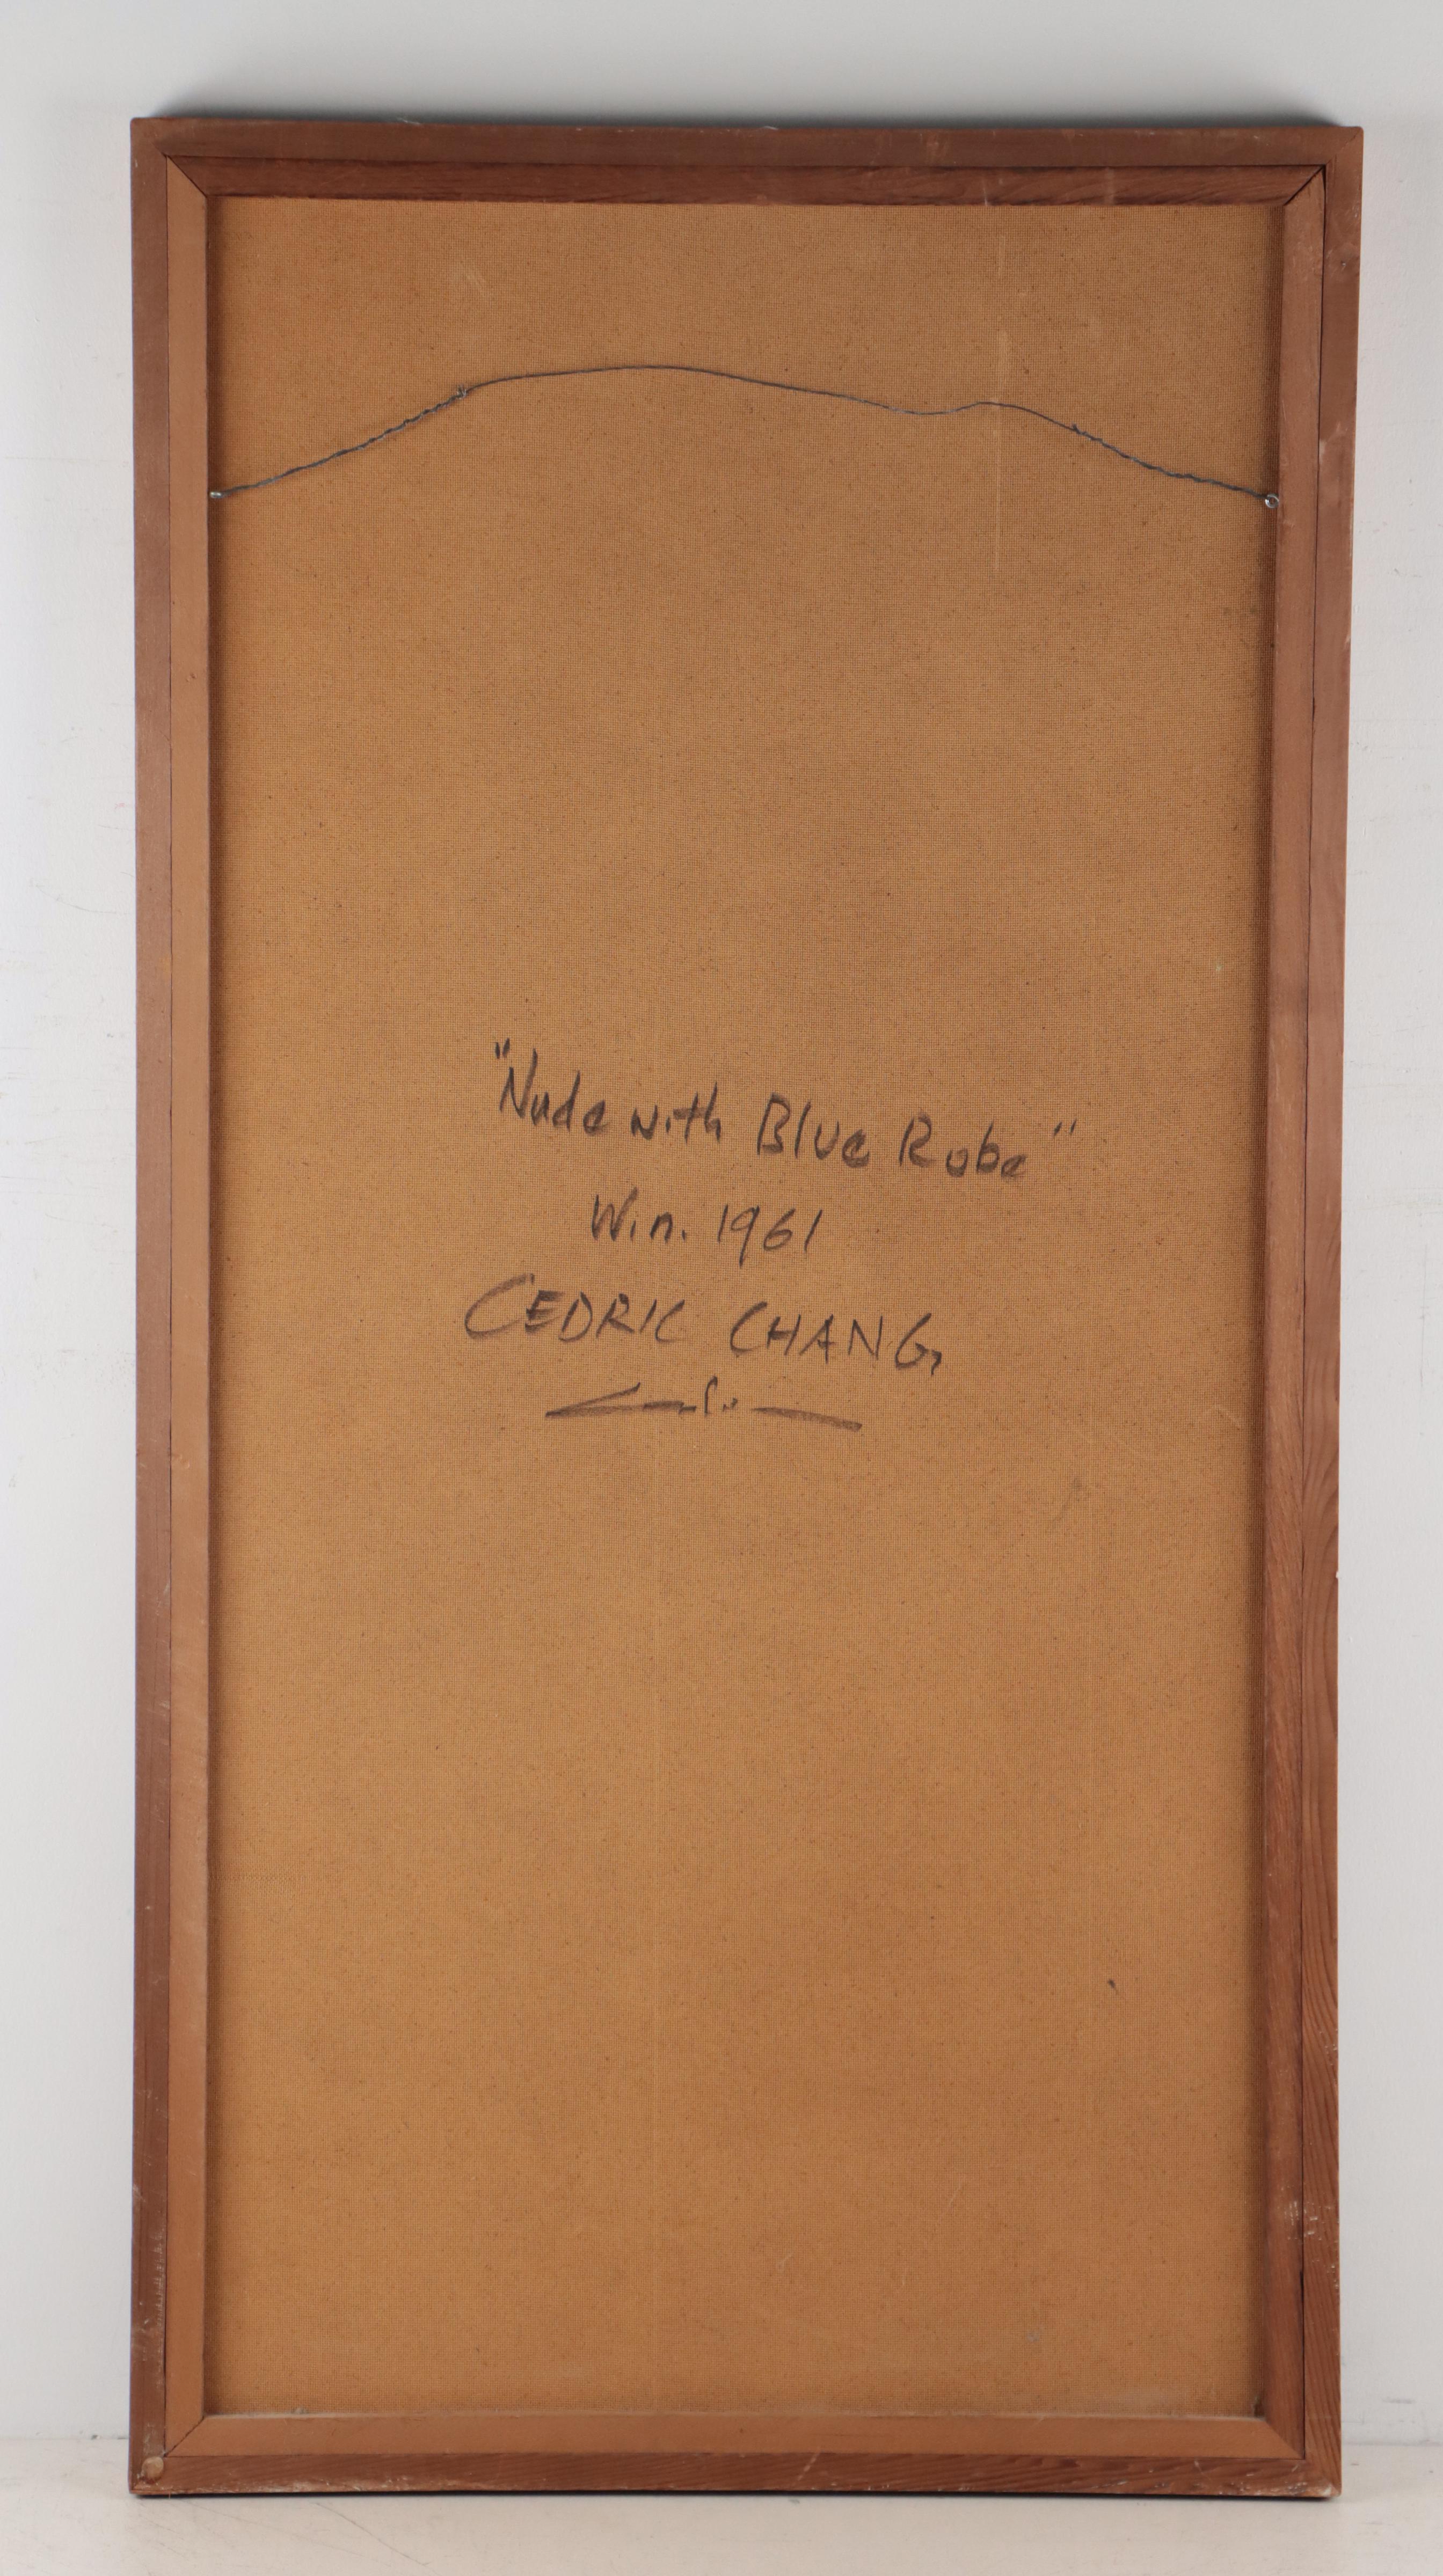 "Nude with Blue Robe"
Win. 1961
CEDRIC CHANG